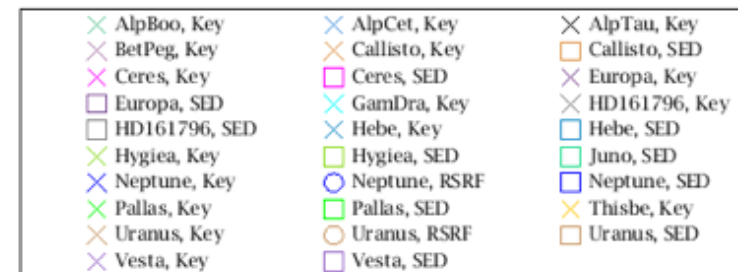 AlpBoo, Key AlpCet, Key AlpTau, Key
BetPeg, Key Callisto, Key Callisto, SED
Ceres, Key Ceres, SED Europa, Key
Europa, SED GamDra, Key HD161796, Key
HD161796, SED Hebe, Key Hebe, SED
Hygiea, Key Hygiea, SED Juno, SED
Neptune, Key Neptune, RSRF Neptune, SED
Pallas, Key Pallas, SED Thisbe, Key
Uranus, Key Uranus, RSRF Uranus, SED
Vesta, Key Vesta, SED